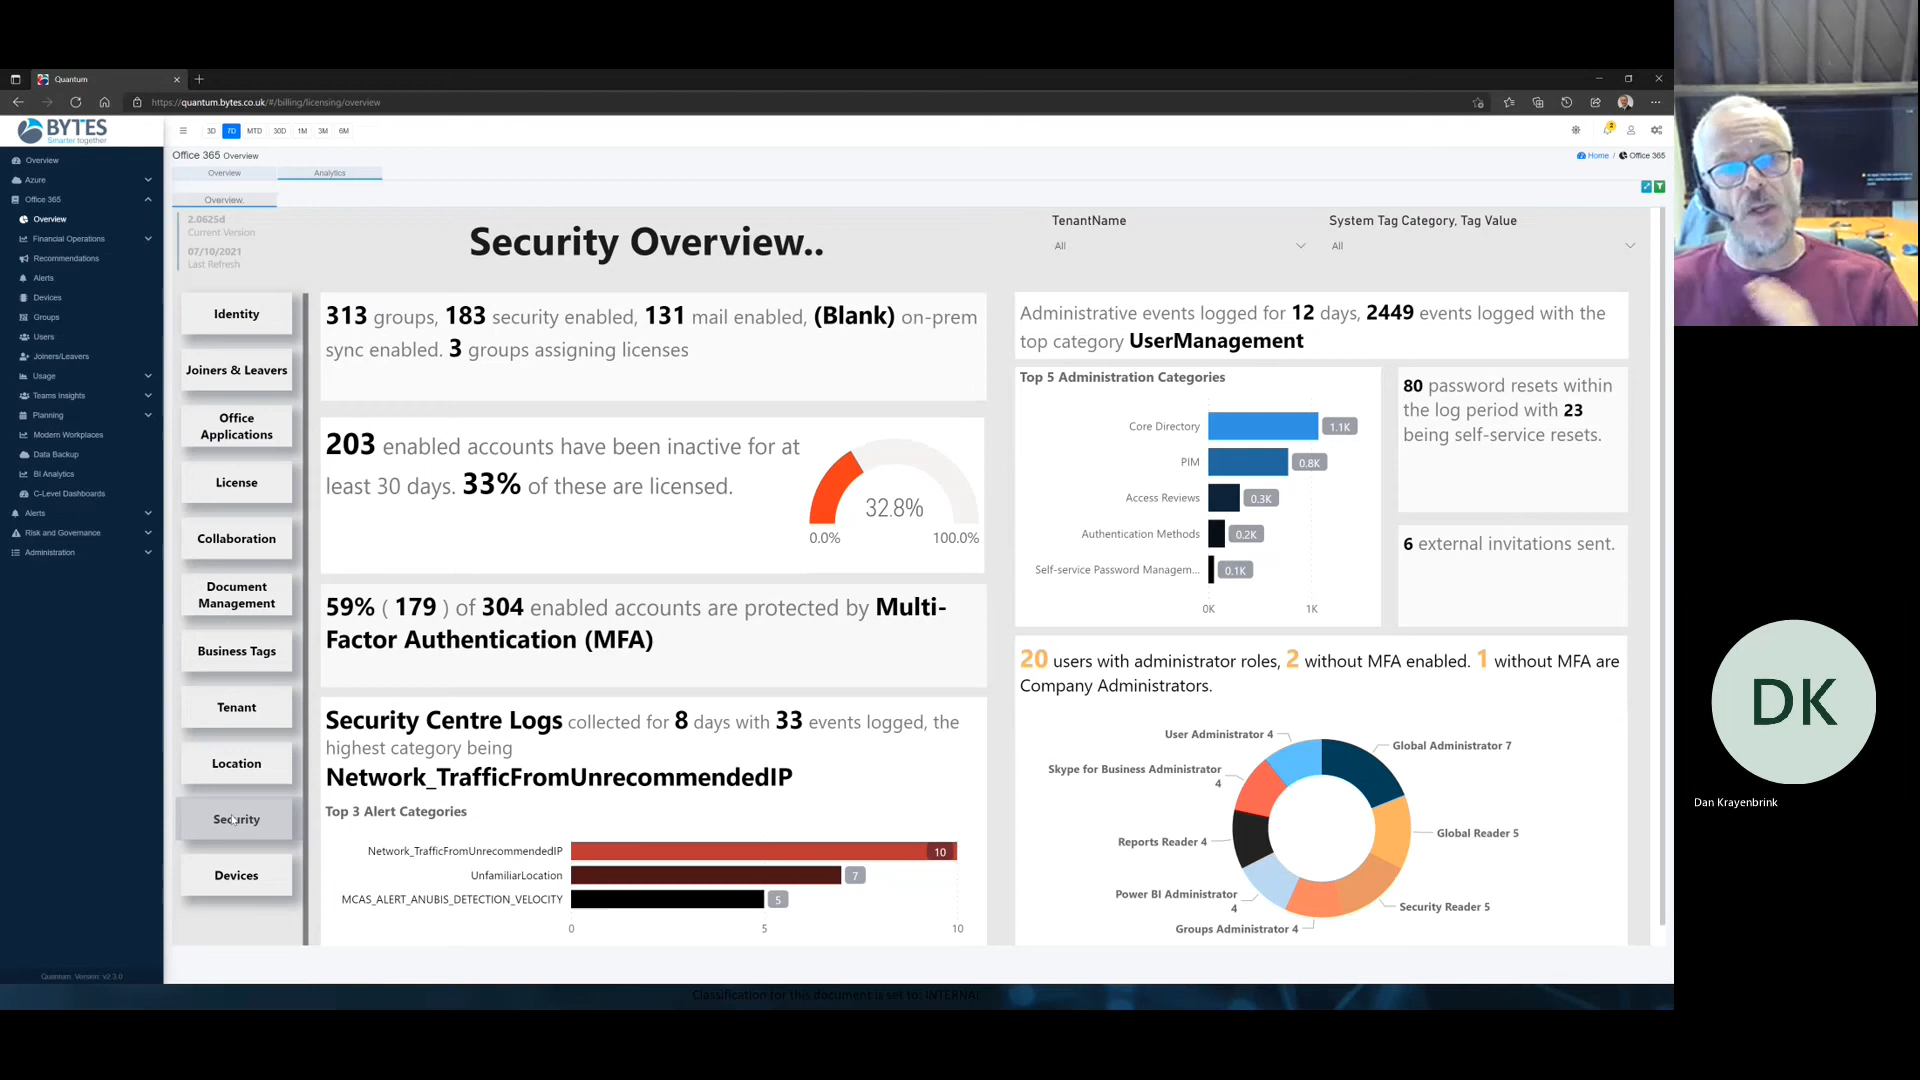 Quantum
https://quantum.bytes.co.uk/#/billing/licensing/overview
BYTES
Smarter together
3D 7D MTD 30D 1M 3M 6M
2
Office 365 Overview
Home / Office 365
Overview
Analytics
Overview.
Overview
Azure
Office 365
Overview
Financial Operations
Recommendations
Alerts
Devices
Groups
Users
Joiners/Leavers
Usage
Teams Insights
Planning
Modern Workplaces
Data Backup
BI Analytics
C-Level Dashboards
Alerts
Risk and Governance
Administration
Quantum. Version: v2.3.0
2.0625d
Current Version
07/10/2021
Last Refresh
Security Overview..
TenantName
All
System Tag Category, Tag Value
All
Identity
Joiners & Leavers
Office
Applications
License
Collaboration
Document
Management
Business Tags
Tenant
Location
Security
Devices
313 groups, 183 security enabled, 131 mail enabled, (Blank) on-prem
sync enabled. 3 groups assigning licenses
203 enabled accounts have been inactive for at
least 30 days. 33% of these are licensed.
32.8%
0.0% 100.0%
59% ( 179 ) of 304 enabled accounts are protected by Multi-
Factor Authentication (MFA)
Security Centre Logs collected for 8 days with 33 events logged, the
highest category being
Network_TrafficFromUnrecommendedIP
Top 3 Alert Categories
Network_TrafficFromUnrecommendedIP 10
UnfamiliarLocation 7
MCAS_ALERT_ANUBIS_DETECTION_VELOCITY 5
0 5 10
Administrative events logged for 12 days, 2449 events logged with the
top category UserManagement
Top 5 Administration Categories
Core Directory 1.1K
PIM 0.8K
Access Reviews 0.3K
Authentication Methods 0.2K
Self-service Password Managem... 0.1K
0K 1K
80 password resets within
the log period with 23
being self-service resets.
6 external invitations sent.
20 users with administrator roles, 2 without MFA enabled. 1 without MFA are
Company Administrators.
User Administrator 4
Global Administrator 7
Skype for Business Administrator
4
Global Reader 5
Reports Reader 4
Power BI Administrator
4
Security Reader 5
Groups Administrator 4
Classification for this document is set to: INTERNAL
DK
Dan Krayenbrink